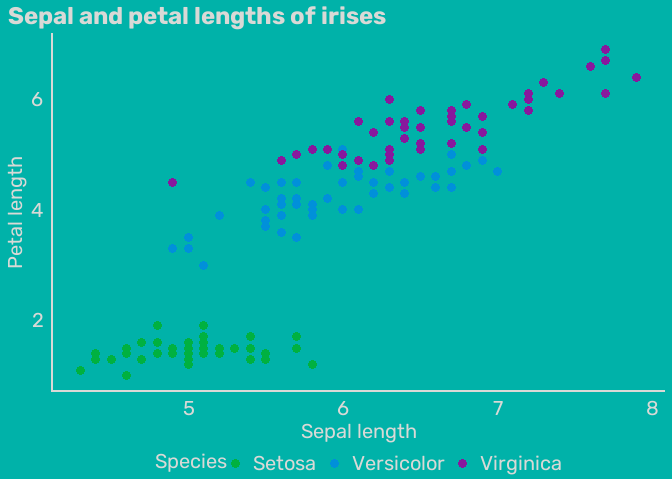 Sepal and petal lengths of irises
Petal length
6
4
2
5 6 7 8
Sepal length
Species Setosa Versicolor Virginica